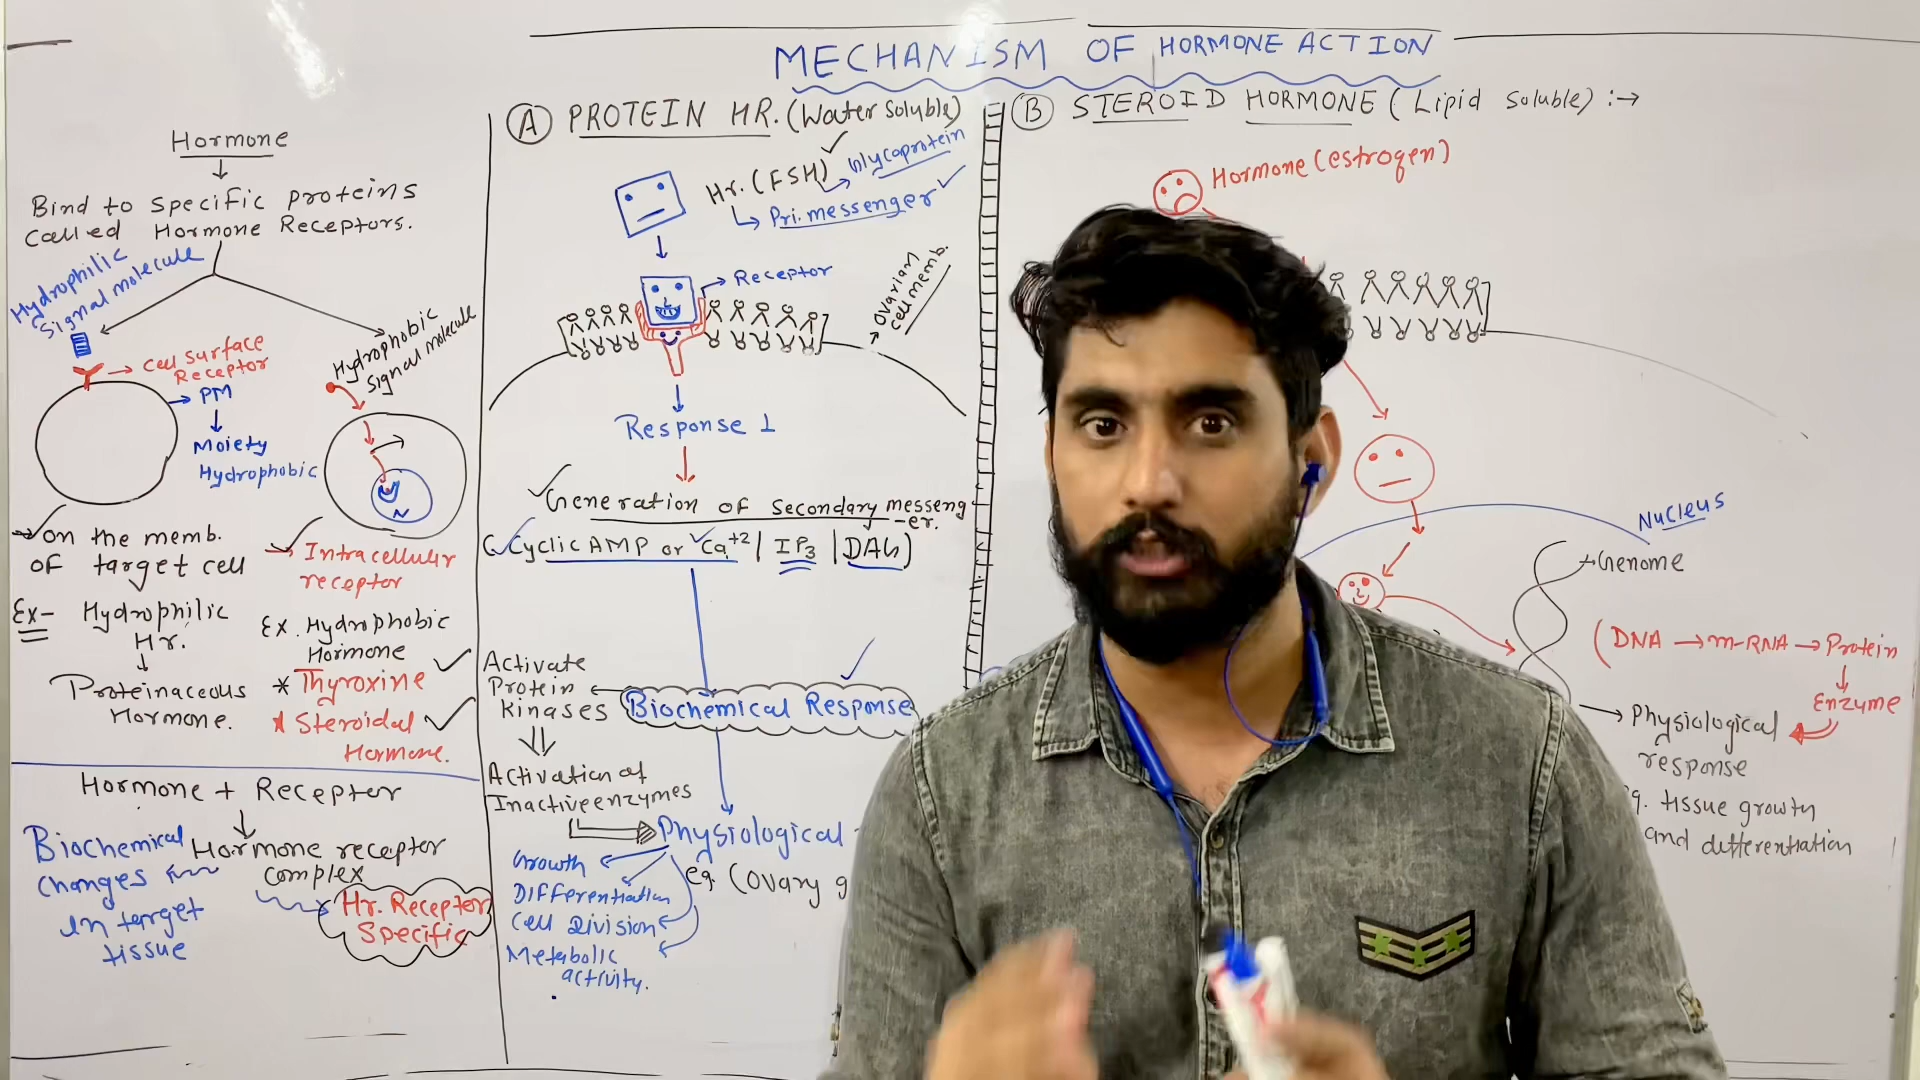 MECHANISM OF HORMONE ACTION
Hormone
Bind to specific proteins
called Hormone Receptors.
Hydrophilic
signal molecule
Cell surface
Receptor
PM
Moiety
Hydrophobic
on the memb.
of target cell
Ex- Hydrophilic
Hr.
Proteinaceous
Hormone.
Hydrophobic
signal molecule
N
Intracellular
receptor
Ex. Hydrophobic
Hormone
* Thyroxine
* Steroidal
Hormone.
Hormone + Receptor
Hormone receptor
complex
Biochemical
changes
in target
tissue
Hr. Receptor
Specific
(A) PROTEIN HR. (Water soluble)
Hr. (FSH)
Glycoprotein
Pri. messenger
Receptor
Ovarian
cell memb.
Response 1
Generation of secondary messeng
-er.
(Cyclic AMP or Ca+2 | IP3 | DAG)
Biochemical Response
Activate
Protein
kinases
Activation of
Inactive enzymes
Physiological
eg. (Ovary g
Growth
Differentiation
Cell Division
Metabolic
activity.
(B) STEROID HORMONE (Lipid soluble) :→
Hormone (estrogen)
Nucleus
Genome
(DNA → m-RNA → Protein
Enzyme
Physiological
response
eg. tissue growth
and differentiation